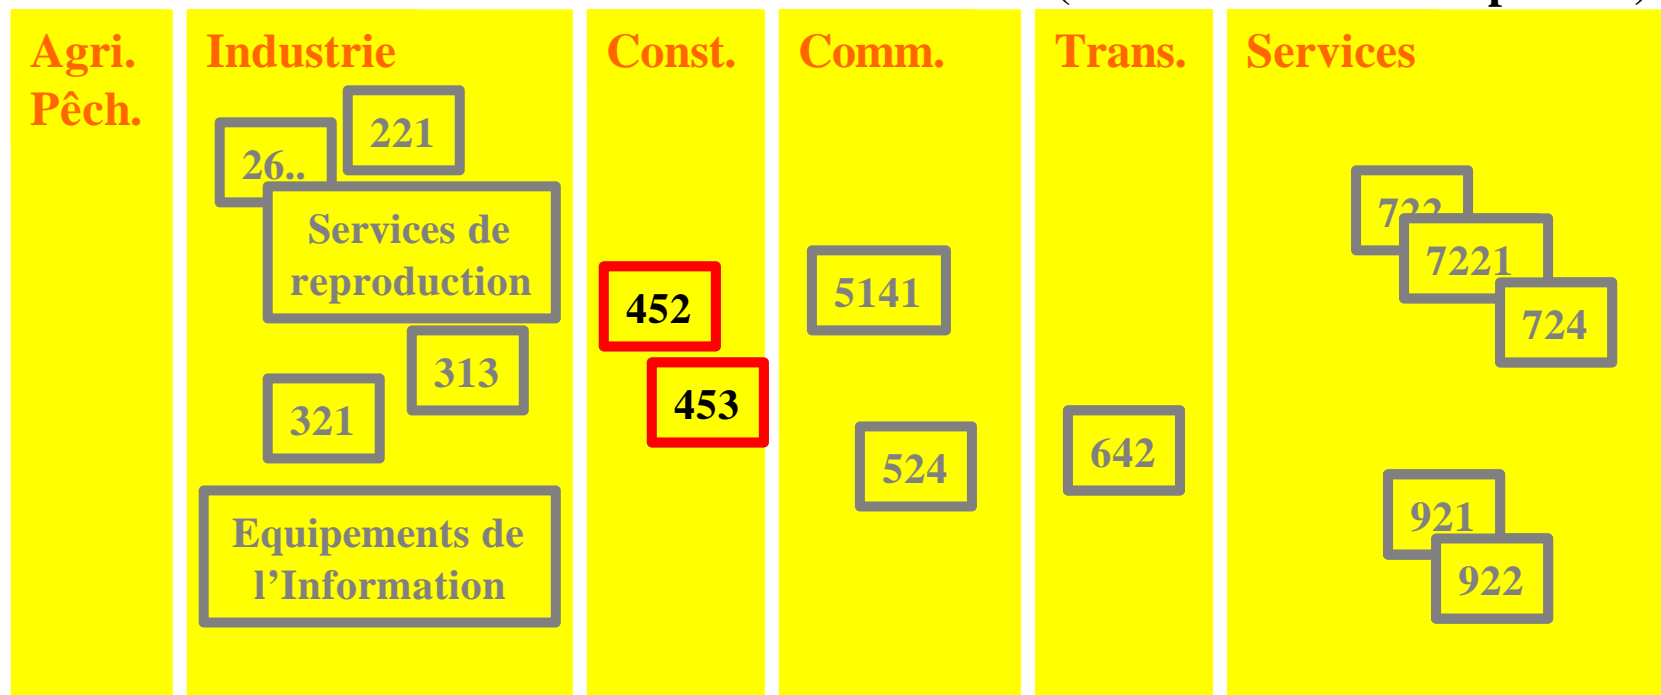 Agri.
Pêch.
Industrie
221
26..
Services de
reproduction
313
321
Equipements de
l’Information
Const.
452
453
Comm.
5141
524
Trans.
642
Services
722
7221
724
921
922